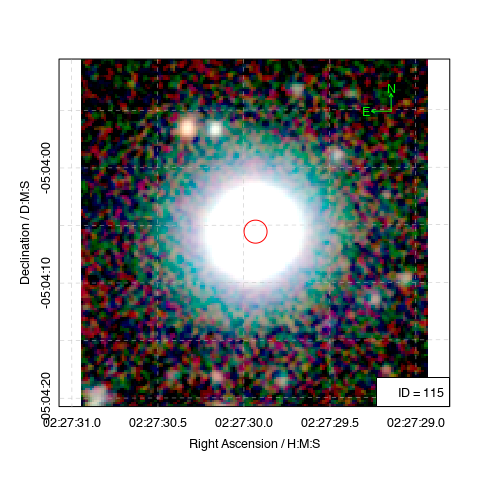 N
E
Declination / D:M:S
-05:04:00
-05:04:10
-05:04:20
ID = 115
02:27:31.0 02:27:30.5 02:27:30.0 02:27:29.5 02:27:29.0
Right Ascension / H:M:S